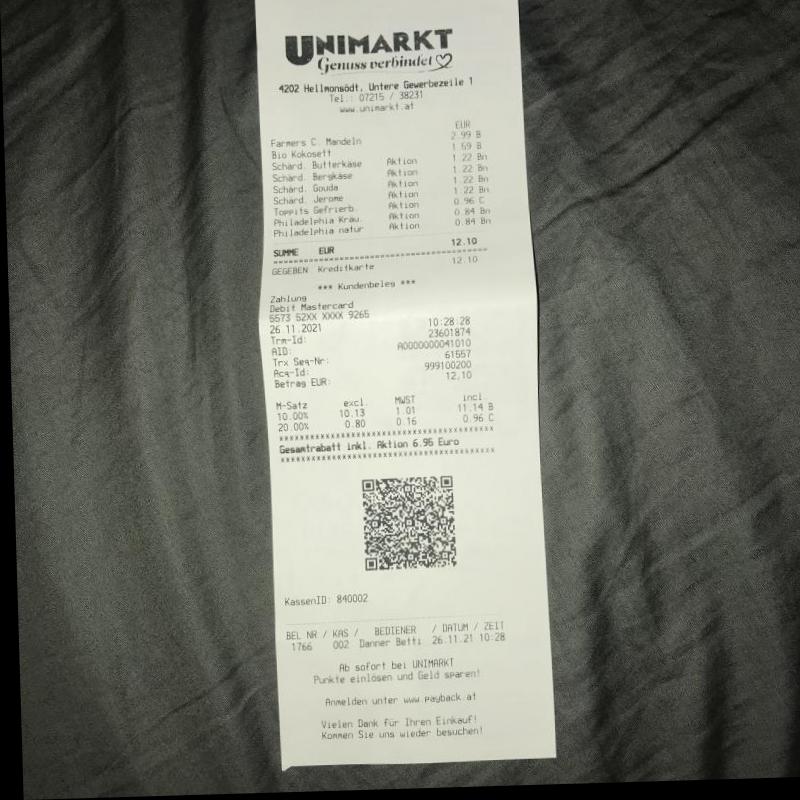 UNIMARKT
Genuss verbindet
4202 Hellmonsödt, Untere Gewerbezeile 1
Tel.: 07215 / 38231
www.unimarkt.at
EUR
Farmers C. Mandeln 2.99 B
Bio Kokosett 1.59 B
Schärd. Butterkäse Aktion 1.22 Bn
Schärd. Bergkäse Aktion 1.22 Bn
Schärd. Gouda Aktion 1.22 Bn
Schärd. Jerome Aktion 1.22 Bn
Toppits Gefrierb. Aktion 0.96 C
Philadelphia Kräu. Aktion 0.84 Bn
Philadelphia natur Aktion 0.84 Bn
SUMME EUR 12.10
GEGEBEN Kreditkarte 12.10
*** Kundenbeleg ***
Zahlung
Debit Mastercard
5573 52XX XXXX 9265
26.11.2021 10:28:28
Trm-Id: 23601874
AID: A0000000041010
Trx Seq-Nr: 61557
Acq-Id: 999100200
Betrag EUR: 12.10
M-Satz excl. MWST incl.
10.00% 10.13 1.01 11.14 B
20.00% 0.80 0.16 0.96 C
Gesamtrabatt inkl. Aktion 6.96 Euro
KassenID: 840002
BEL NR / KAS / BEDIENER / DATUM / ZEIT
1766 002 Danner Betti 26.11.21 10:28
Ab sofort bei UNIMARKT
Punkte einlösen und Geld sparen!
Anmelden unter www.payback.at
Vielen Dank für Ihren Einkauf!
Kommen Sie uns wieder besuchen!